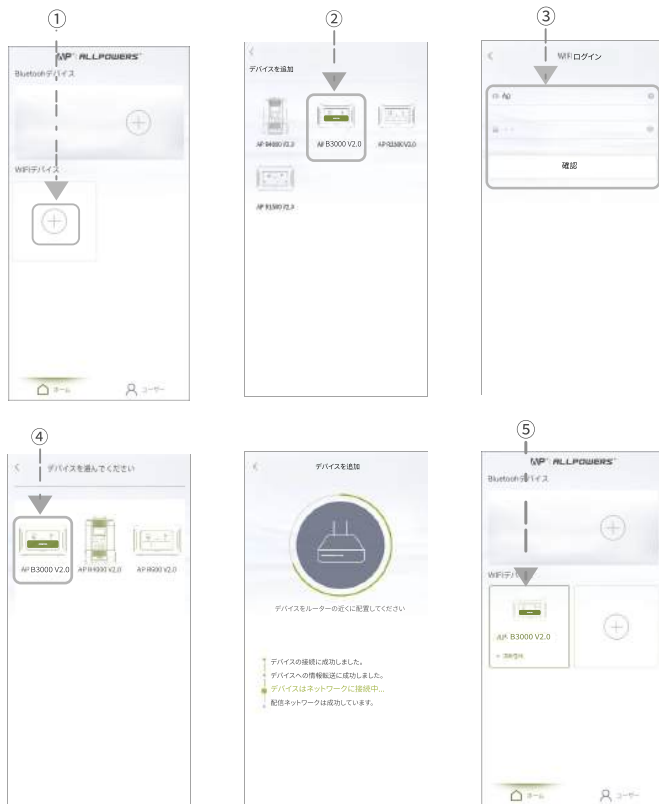 ①
ALLPOWERS
Bluetoohデバイス
WIFIデバイス
ホーム
ユーザー
②
デバイスを追加
AP B4000 V2.0
AP B3000 V2.0
③
WIFI ログイン
確認
④
デバイスを選んでください
AP B3000 V2.0
デバイスを追加
デバイスをルーターの近くに配置してください
デバイスの接続に成功しました。
デバイスへの情報転送に成功しました。
デバイスはネットワークに接続中...
配信ネットワークは成功しています。
⑤
ALLPOWERS
Bluetoohデバイス
WIFIデバイス
B3000 V2.0
ホーム
ユーザー